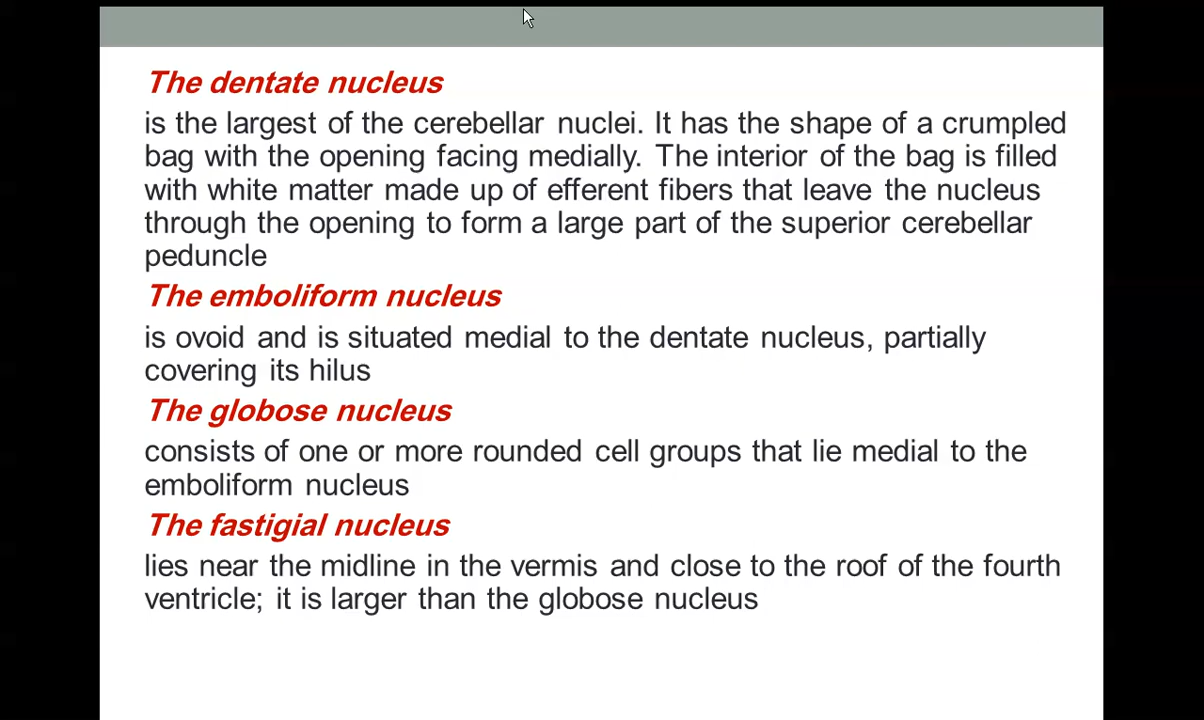 The dentate nucleus
is the largest of the cerebellar nuclei. It has the shape of a crumpled
bag with the opening facing medially. The interior of the bag is filled
with white matter made up of efferent fibers that leave the nucleus
through the opening to form a large part of the superior cerebellar
peduncle
The emboliform nucleus
is ovoid and is situated medial to the dentate nucleus, partially
covering its hilus
The globose nucleus
consists of one or more rounded cell groups that lie medial to the
emboliform nucleus
The fastigial nucleus
lies near the midline in the vermis and close to the roof of the fourth
ventricle; it is larger than the globose nucleus